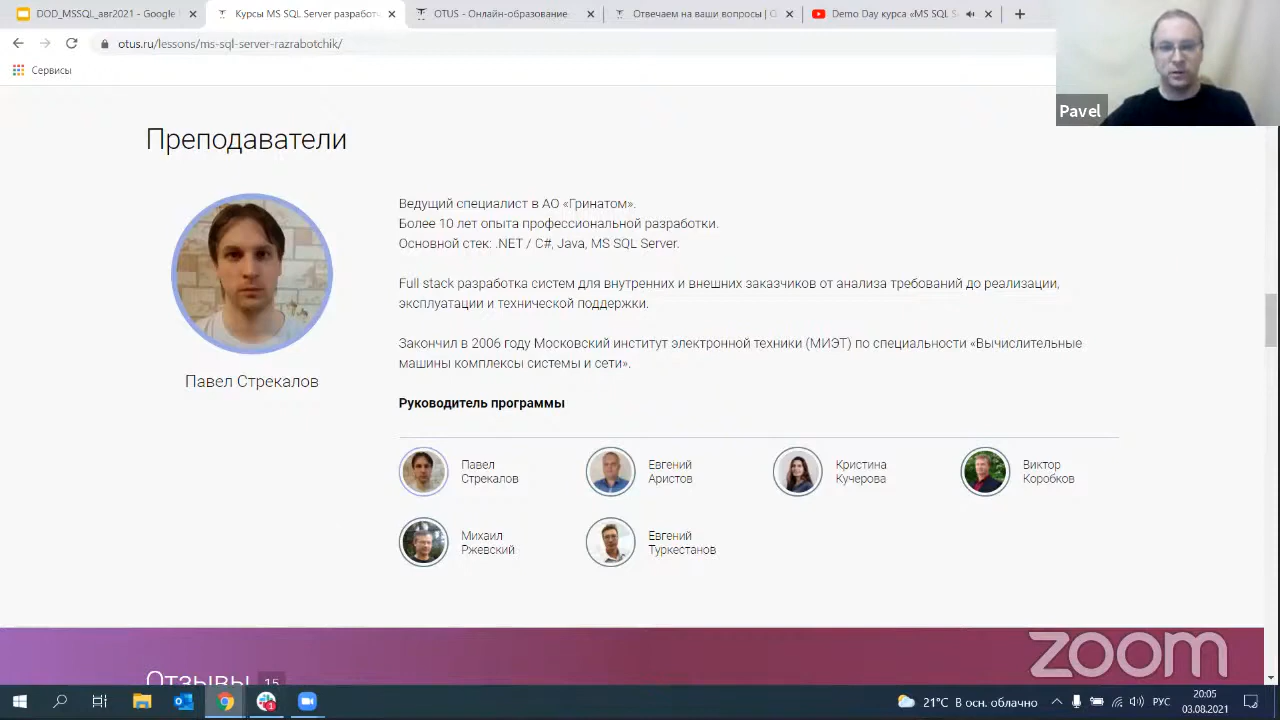 DOD_MSSQL_авг2021 - Google
Курсы MS SQL Server разработ
OTUS - Онлайн-образование
Отвечаем на ваши вопросы | O
Demo Day курса «MS SQL S
otus.ru/lessons/ms-sql-server-razrabotchik/
Сервисы
Pavel
Преподаватели
Ведущий специалист в АО «Гринатом».
Более 10 лет опыта профессиональной разработки.
Основной стек: .NET / C#, Java, MS SQL Server.
Full stack разработка систем для внутренних и внешних заказчиков от анализа требований до реализации,
эксплуатации и технической поддержки.
Закончил в 2006 году Московский институт электронной техники (МИЭТ) по специальности «Вычислительные
машины комплексы системы и сети».
Павел Стрекалов
Руководитель программы
Павел
Стрекалов
Евгений
Аристов
Кристина
Кучерова
Виктор
Коробков
Михаил
Ржевский
Евгений
Туркестанов
Отзывы 15
zoom
21°C В осн. облачно
РУС
20:05
03.08.2021